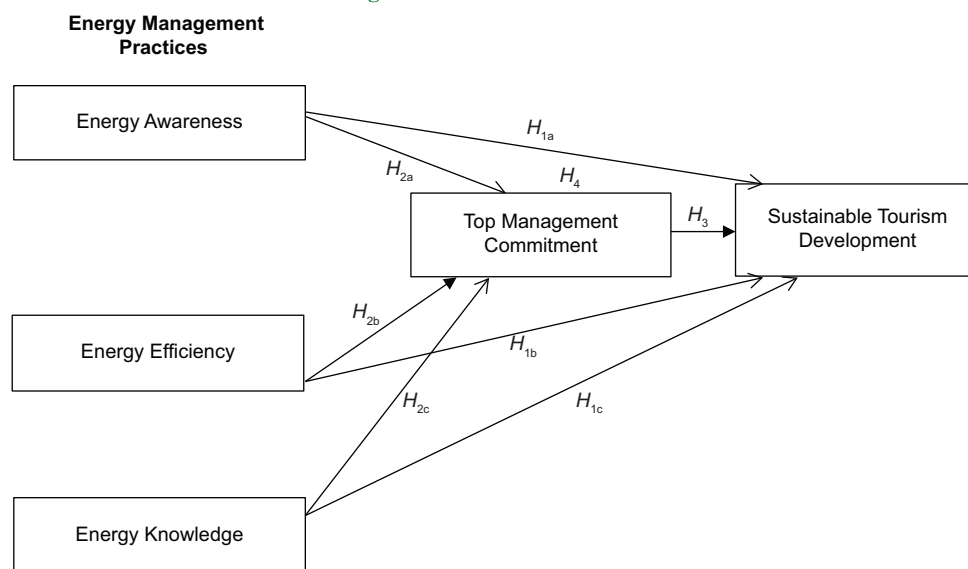 Energy Management
Practices
Energy Awareness
H1a
H2a
H4
Top Management
Commitment
H3
Sustainable Tourism
Development
H2b
Energy Efficiency
H1b
H2c
H1c
Energy Knowledge